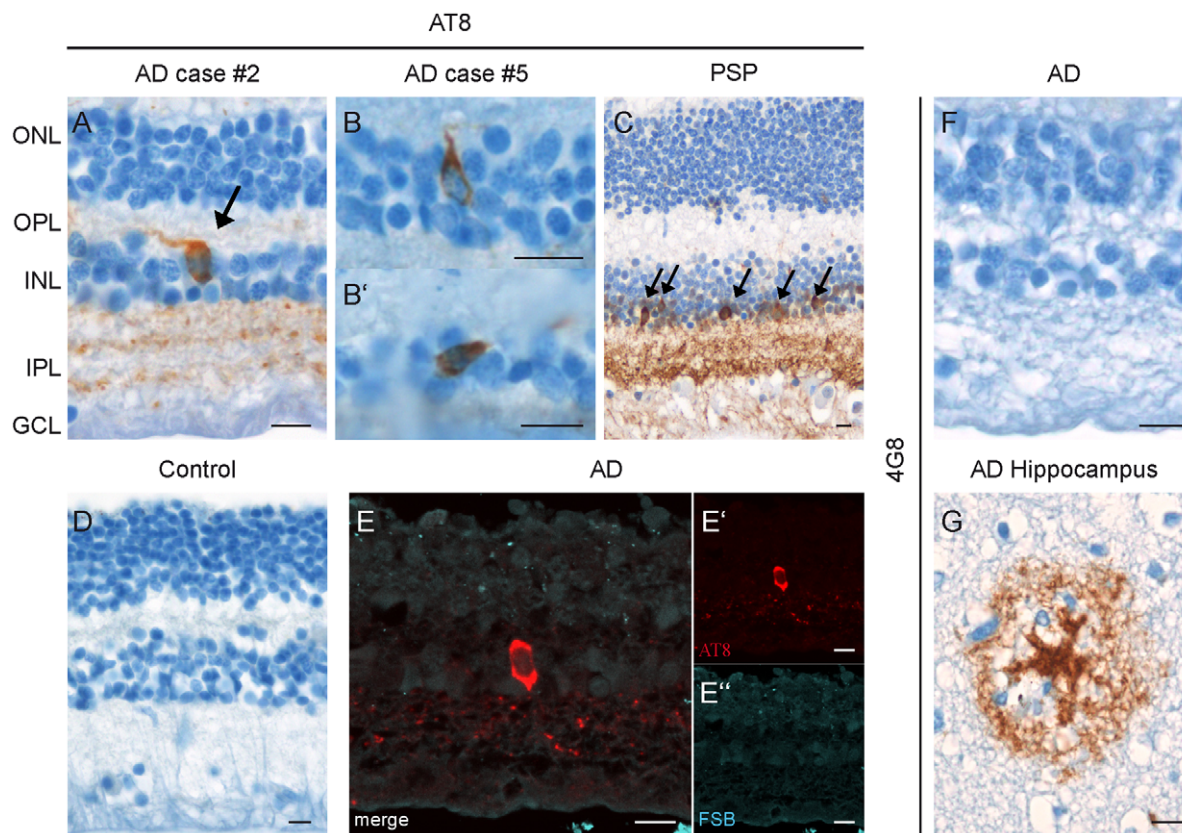 AT8
AD case #2
AD case #5
PSP
AD
A
B
C
F
ONL
OPL
INL
B'
IPL
GCL
4G8
Control
AD
AD Hippocampus
D
E
E'
G
AT8
E"
merge
FSB